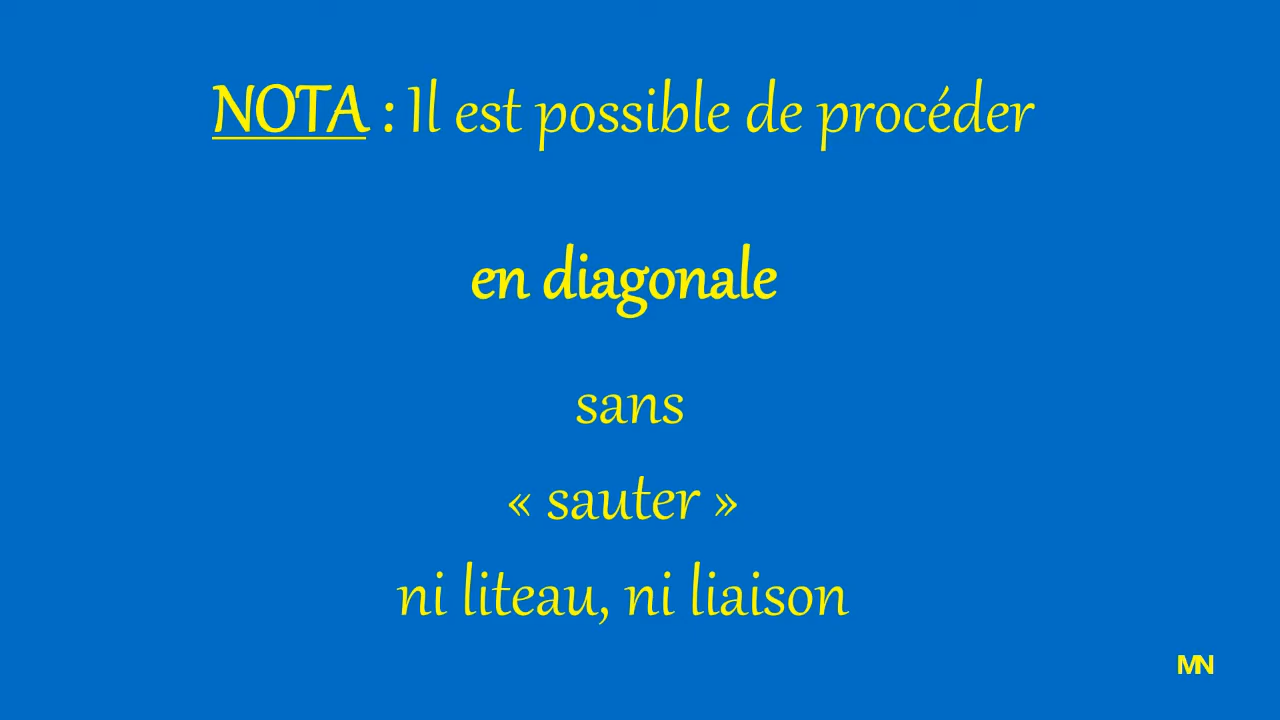 NOTA : Il est possible de procéder
en diagonale
sans
« sauter »
ni liteau, ni liaison
MN